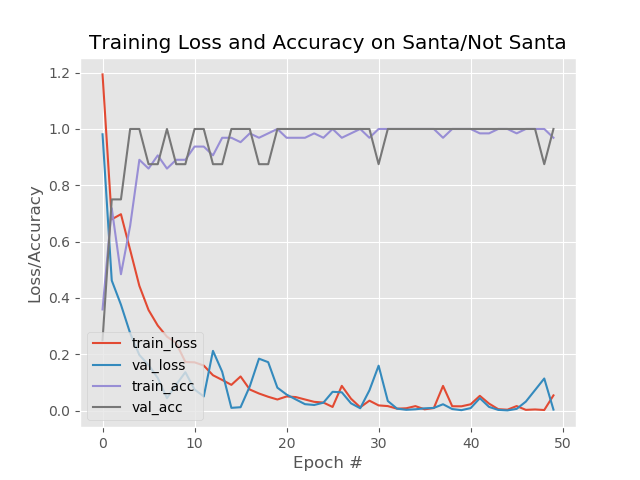 Training Loss and Accuracy on Santa/Not Santa
Loss/Accuracy
1.2
1.0
0.8
0.6
0.4
0.2
0.0
train_loss
val_loss
train_acc
val_acc
0 10 20 30 40 50
Epoch #